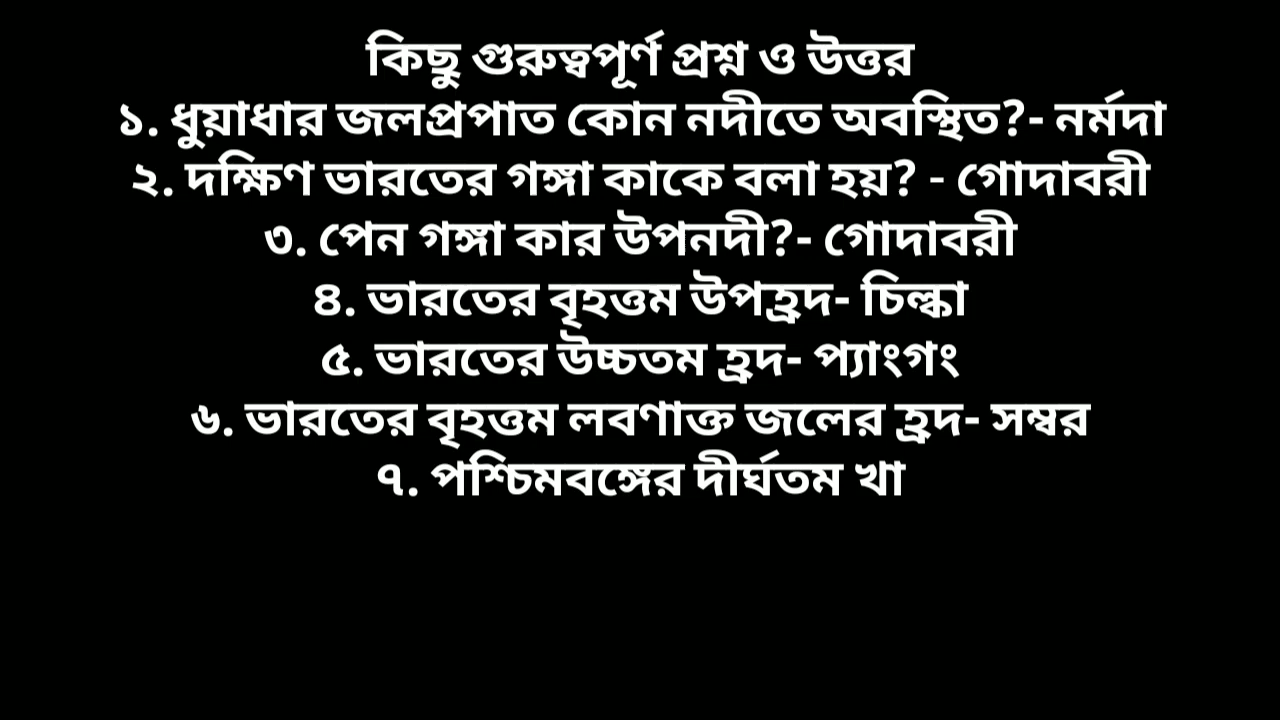 কিছু গুরুত্বপূর্ণ প্রশ্ন ও উত্তর
১. ধুয়াধার জলপ্রপাত কোন নদীতে অবস্থিত?- নর্মদা
২. দক্ষিণ ভারতের গঙ্গা কাকে বলা হয়? - গোদাবরী
৩. পেন গঙ্গা কার উপনদী?- গোদাবরী
৪. ভারতের বৃহত্তম উপহ্রদ- চিল্কা
৫. ভারতের উচ্চতম হ্রদ- প্যাংগং
৬. ভারতের বৃহত্তম লবণাক্ত জলের হ্রদ- সম্বর
৭. পশ্চিমবঙ্গের দীর্ঘতম খা